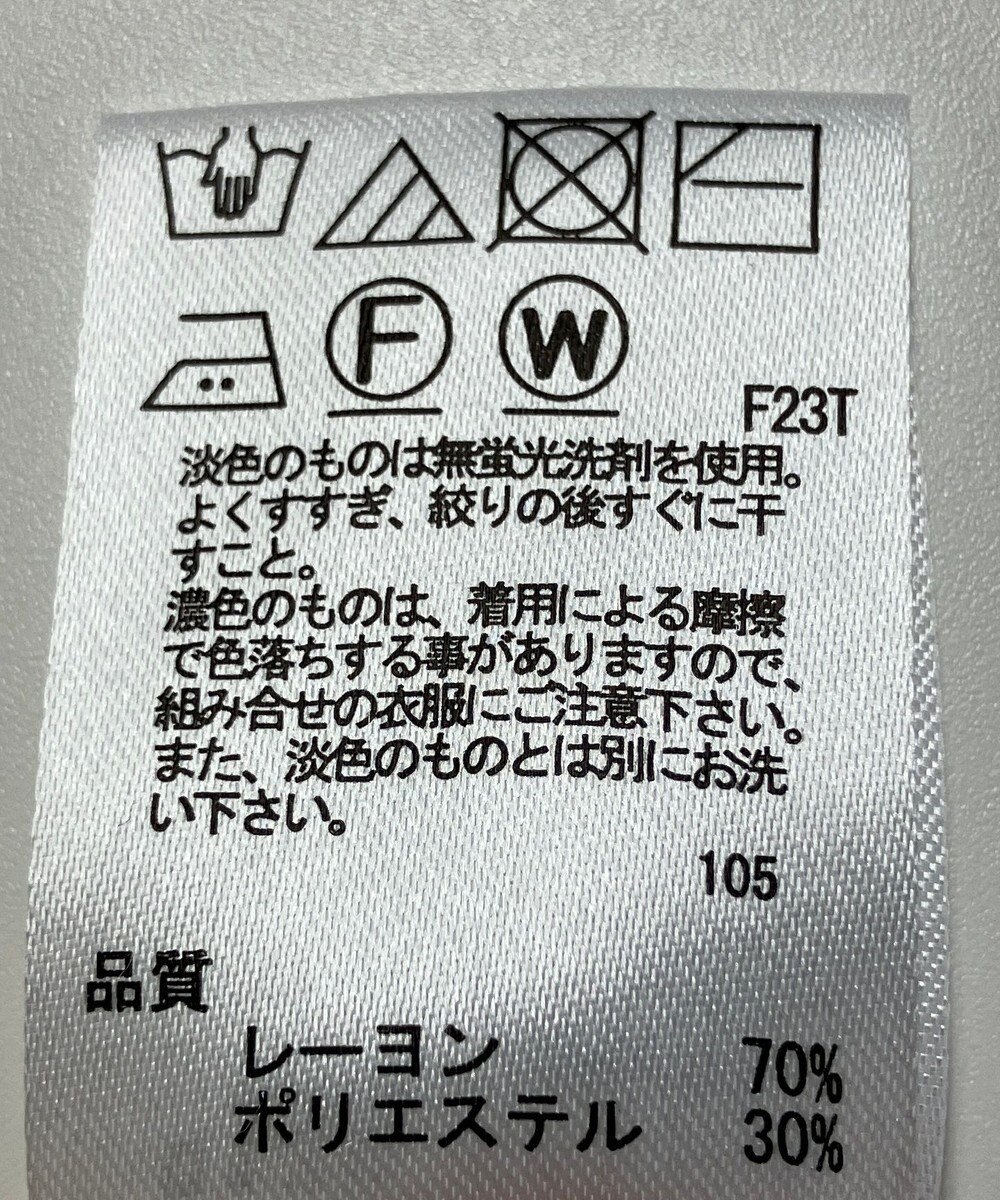 F
W
F23T
淡色のものは無蛍光洗剤を使用。
よくすすぎ、絞りの後すぐに干
すこと。
濃色のものは、着用による摩擦
で色落ちする事がありますので、
組み合せの衣服にご注意下さい。
また、淡色のものとは別にお洗
い下さい。
105
品質
レーヨン 70%
ポリエステル 30%